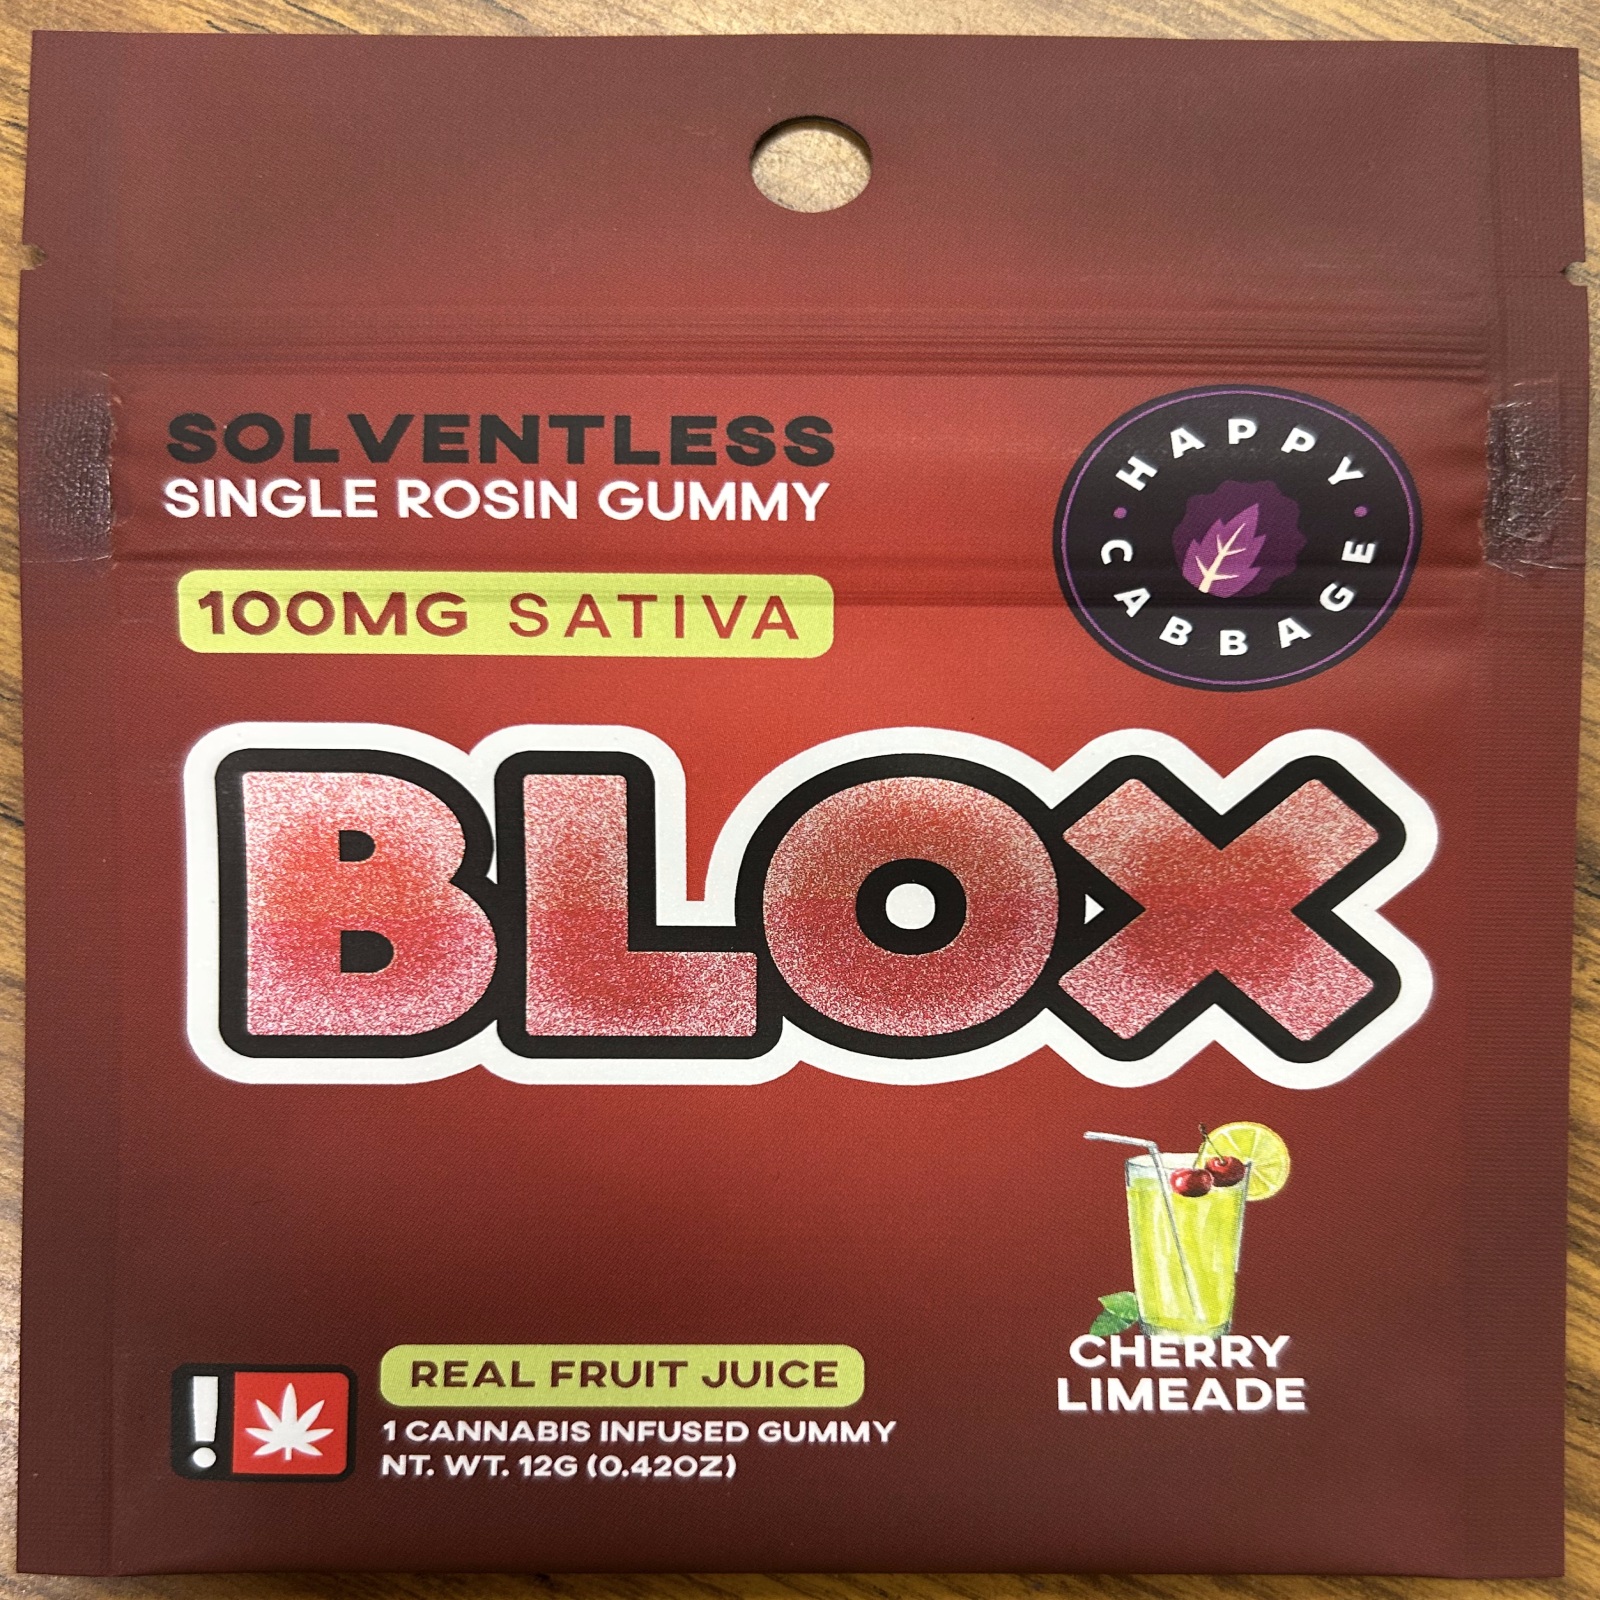 SOLVENTLESS
SINGLE ROSIN GUMMY
100MG SATIVA
HAPPY
CABBAGE
BLOX
CHERRY
LIMEADE
REAL FRUIT JUICE
!
1 CANNABIS INFUSED GUMMY
NT. WT. 12G (0.42OZ)